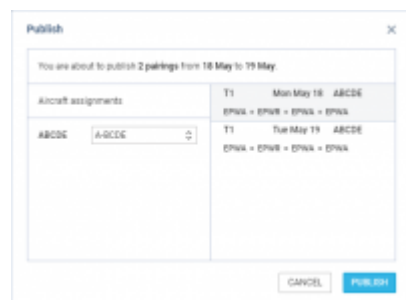 Publish
You are about to publish 2 pairings from 18 May to 19 May.
Aircraft assignments
ABCDE A-BCDE
T1 Mon May 18 ABCDE
EPWA - EPWR - EPWA - EPWA
T1 Tue May 19 ABCDE
EPWA - EPWR - EPWA - EPWA
CANCEL PUBLISH